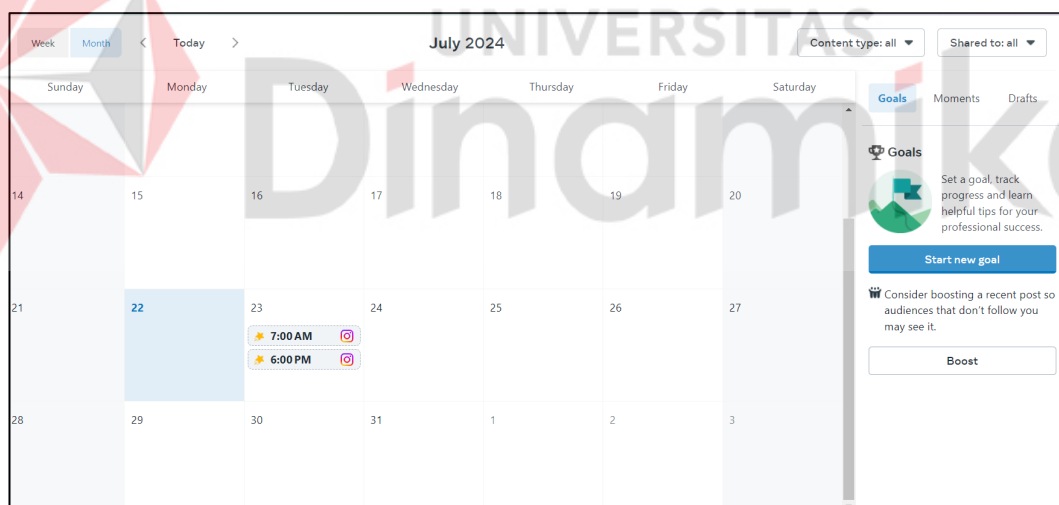 UNIVERSITAS
Dinamika
Week Month Today July 2024 Content type: all Shared to: all
Sunday Monday Tuesday Wednesday Thursday Friday Saturday
Goals Moments Drafts
Goals
Set a goal, track
progress and learn
helpful tips for your
professional success.
Start new goal
Consider boosting a recent post so
audiences that don't follow you
may see it.
Boost
14 15 16 17 18 19 20
21 22 23 24 25 26 27
7:00 AM
6:00 PM
28 29 30 31 1 2 3